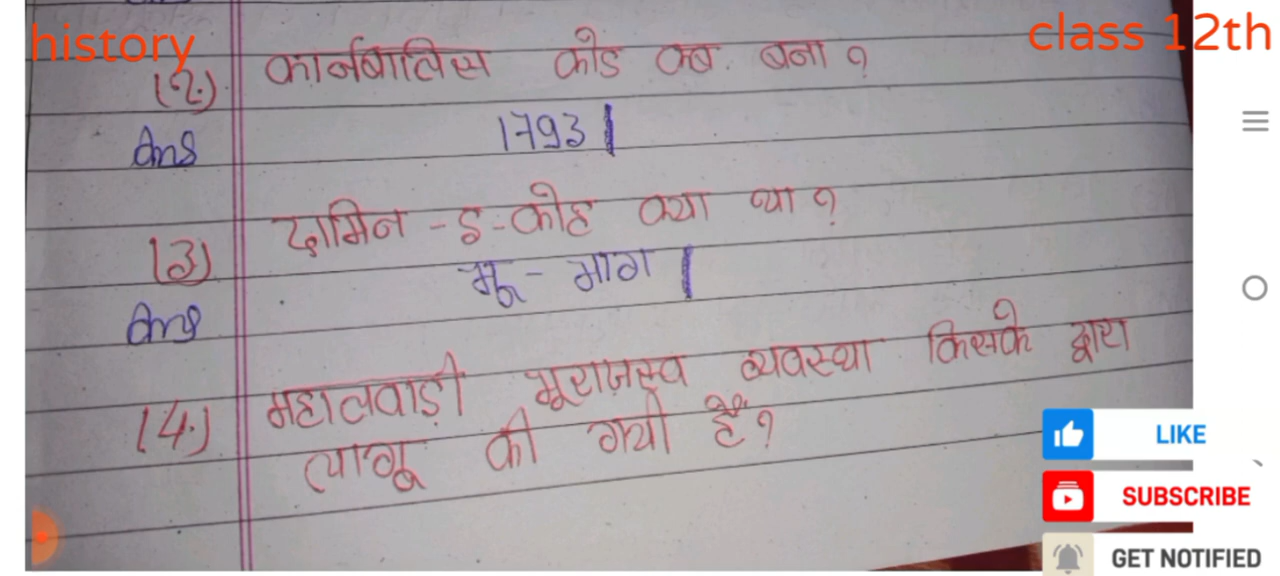 history
class 12th
(2.) कार्नबालिस कोड कब बना ?
Ans 1793|
(3) दामिन-इ-कोह क्या था ?
Ans भू-भाग |
(4.) महालवाड़ी भूराजस्व व्यवस्था किसके द्वारा
लागू की गयी हैं ?
LIKE
SUBSCRIBE
GET NOTIFIED